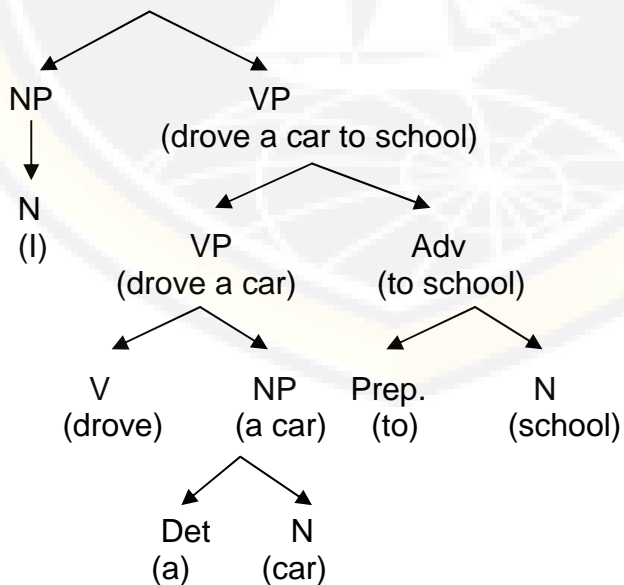 NP VP
(drove a car to school)
N
(I)
VP Adv
(drove a car) (to school)
V NP Prep. N
(drove) (a car) (to) (school)
Det N
(a) (car)